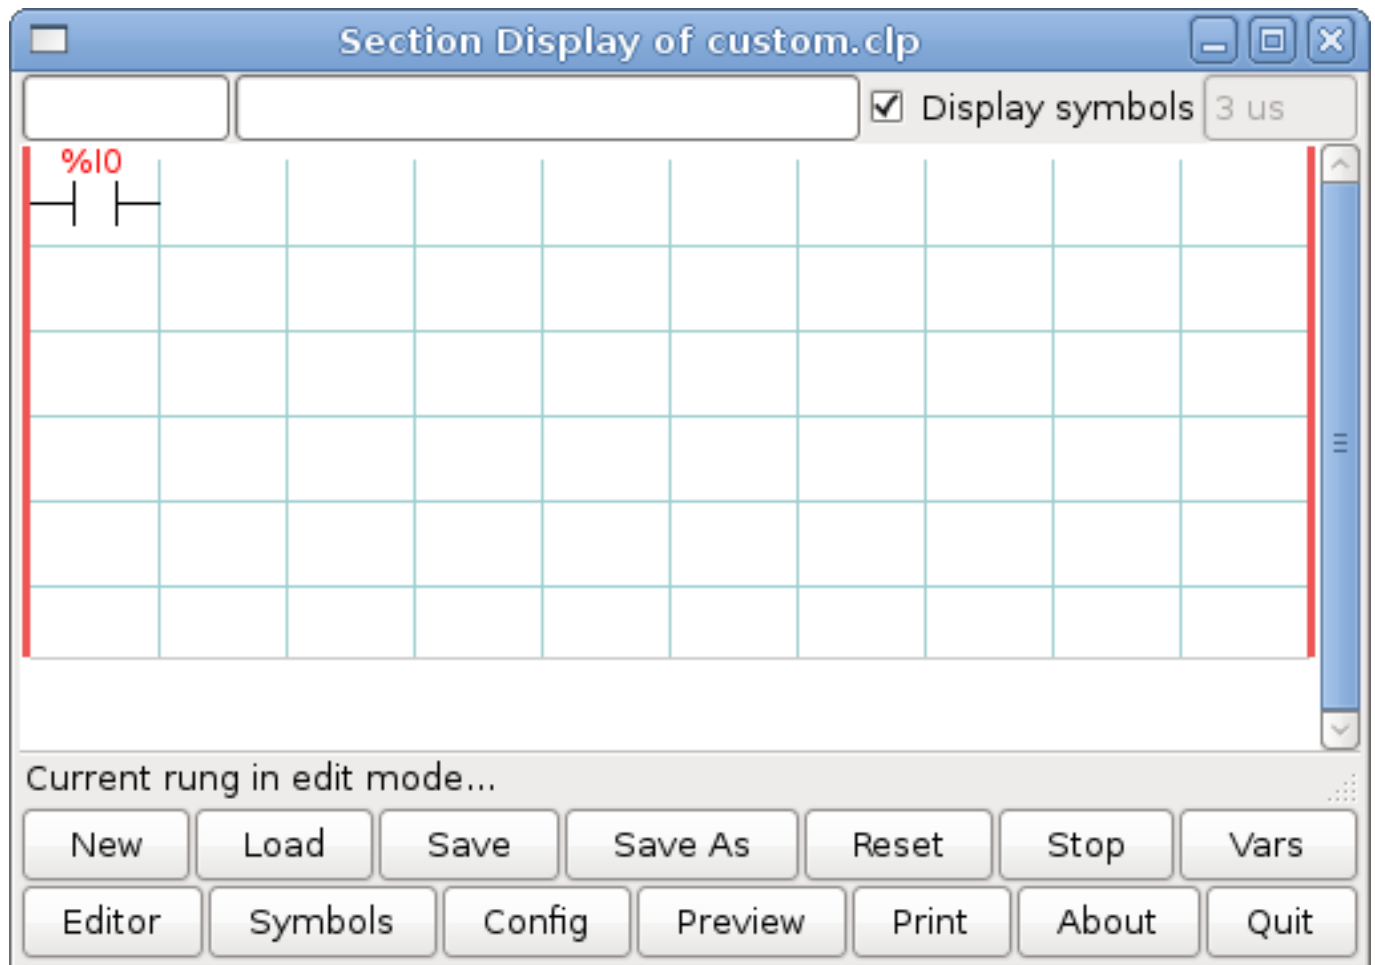 Section Display of custom.clp
Display symbols 3 us
%I0
Current rung in edit mode...
New Load Save Save As Reset Stop Vars
Editor Symbols Config Preview Print About Quit